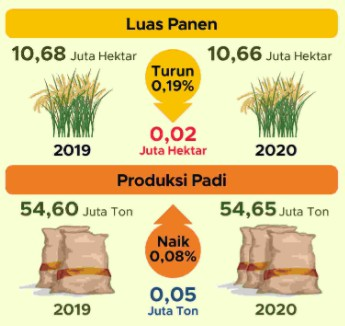 Luas Panen
10,68 Juta Hektar
10,66 Juta Hektar
Turun
0,19%
2019
0,02
Juta Hektar
2020
Produksi Padi
54,60 Juta Ton
54,65 Juta Ton
Naik
0,08%
2019
0,05
Juta Ton
2020